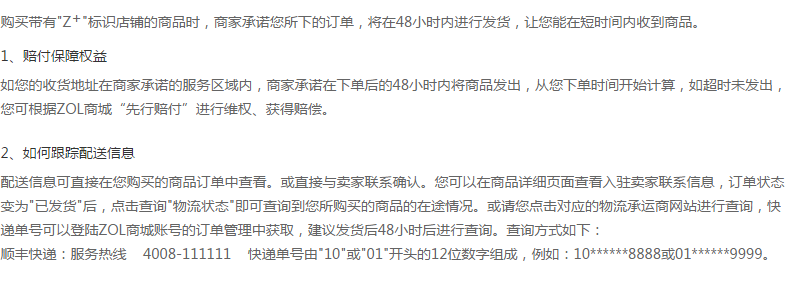 购买带有"Z⁺"标识店铺的商品时，商家承诺您所下的订单，将在48小时内进行发货，让您能在短时间内收到商品。
1、赔付保障权益
如您的收货地址在商家承诺的服务区域内，商家承诺在下单后的48小时内将商品发出，从您下单时间开始计算，如超时未发出，
您可根据ZOL商城“先行赔付”进行维权、获得赔偿。
2、如何跟踪配送信息
配送信息可直接在您购买的商品订单中查看。或直接与卖家联系确认。您可以在商品详细页面查看入驻卖家联系信息，订单状态
变为"已发货"后，点击查询"物流状态"即可查询到您所购买的商品的在途情况。或请您点击对应的物流承运商网站进行查询，快
递单号可以登陆ZOL商城账号的订单管理中获取，建议发货后48小时后进行查询。查询方式如下：
顺丰快递：服务热线 4008-111111 快递单号由"10"或"01"开头的12位数字组成，例如：10******8888或01******9999。